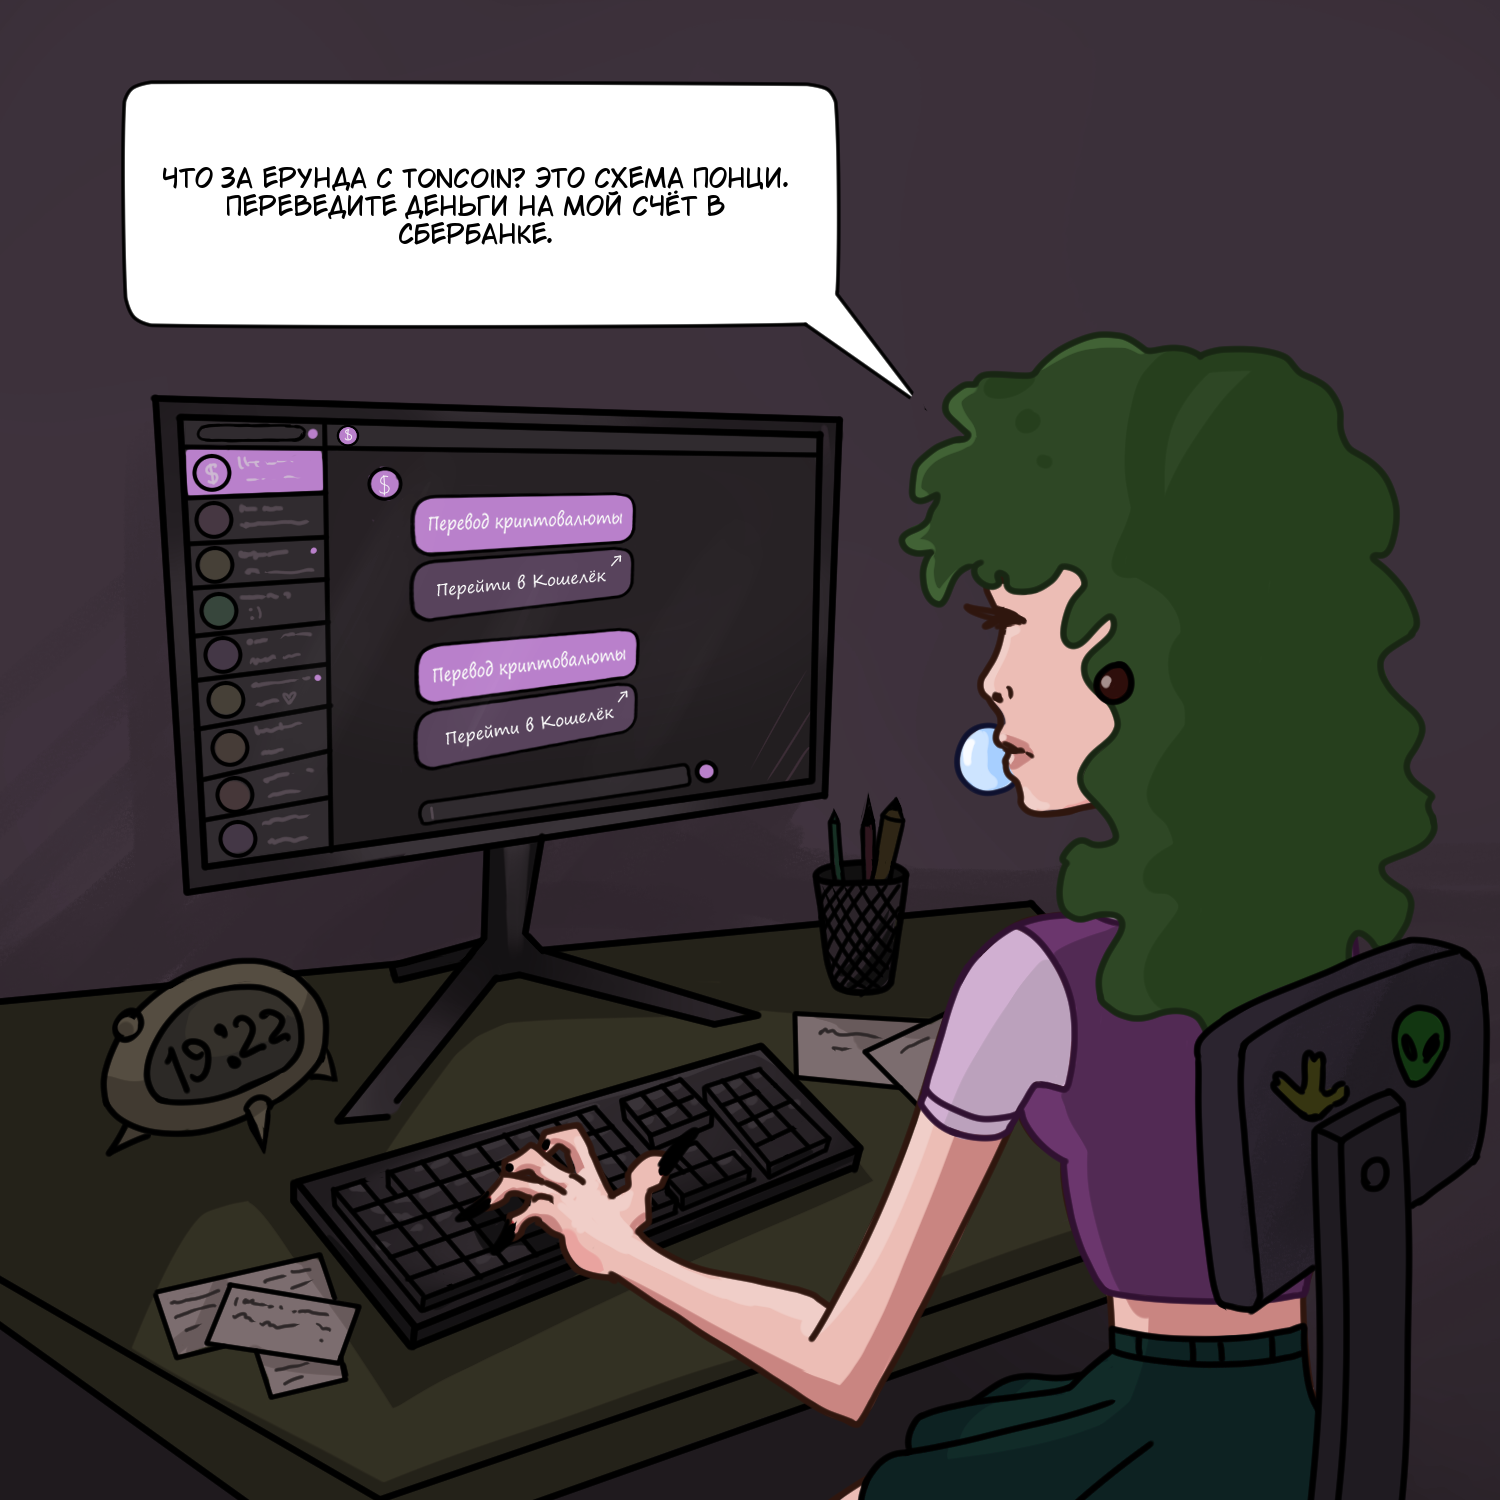 ЧТО ЗА ЕРУНДА С TONCOIN? ЭТО СХЕМА ПОНЦИ.
ПЕРЕВЕДИТЕ ДЕНЬГИ НА МОЙ СЧЁТ В
СБЕРБАНКЕ.
$
$
$
Перевод криптовалюты
Перейти в Кошелёк
:)
Перевод криптовалюты
Перейти в Кошелёк
19:22